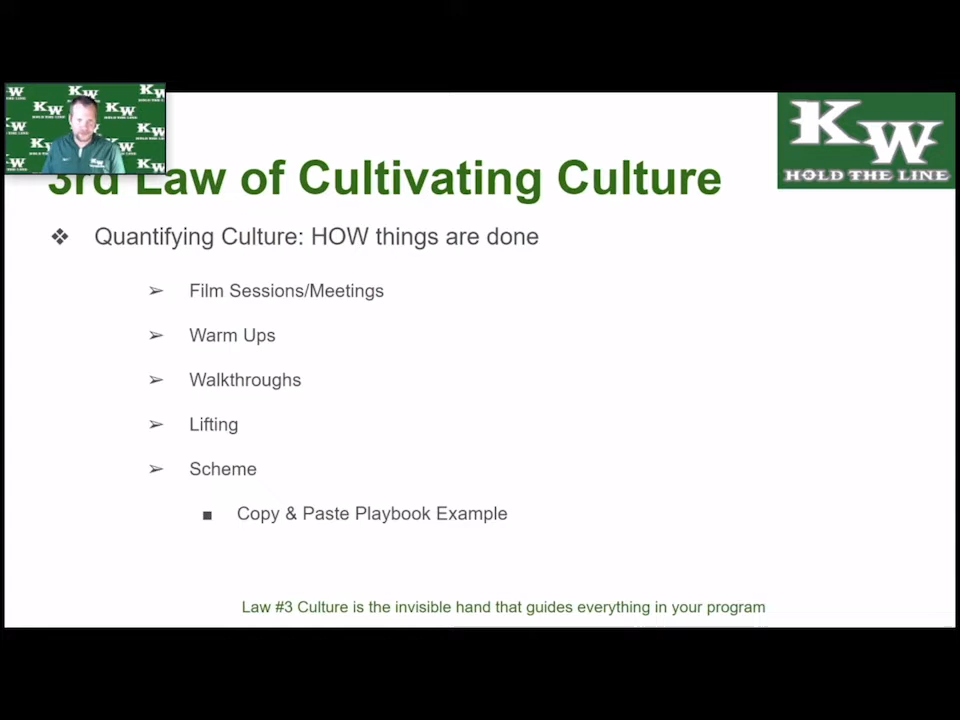 KW
HOLD THE LINE
3rd Law of Cultivating Culture
❖ Quantifying Culture: HOW things are done
➢ Film Sessions/Meetings
➢ Warm Ups
➢ Walkthroughs
➢ Lifting
➢ Scheme
■ Copy & Paste Playbook Example
Law #3 Culture is the invisible hand that guides everything in your program